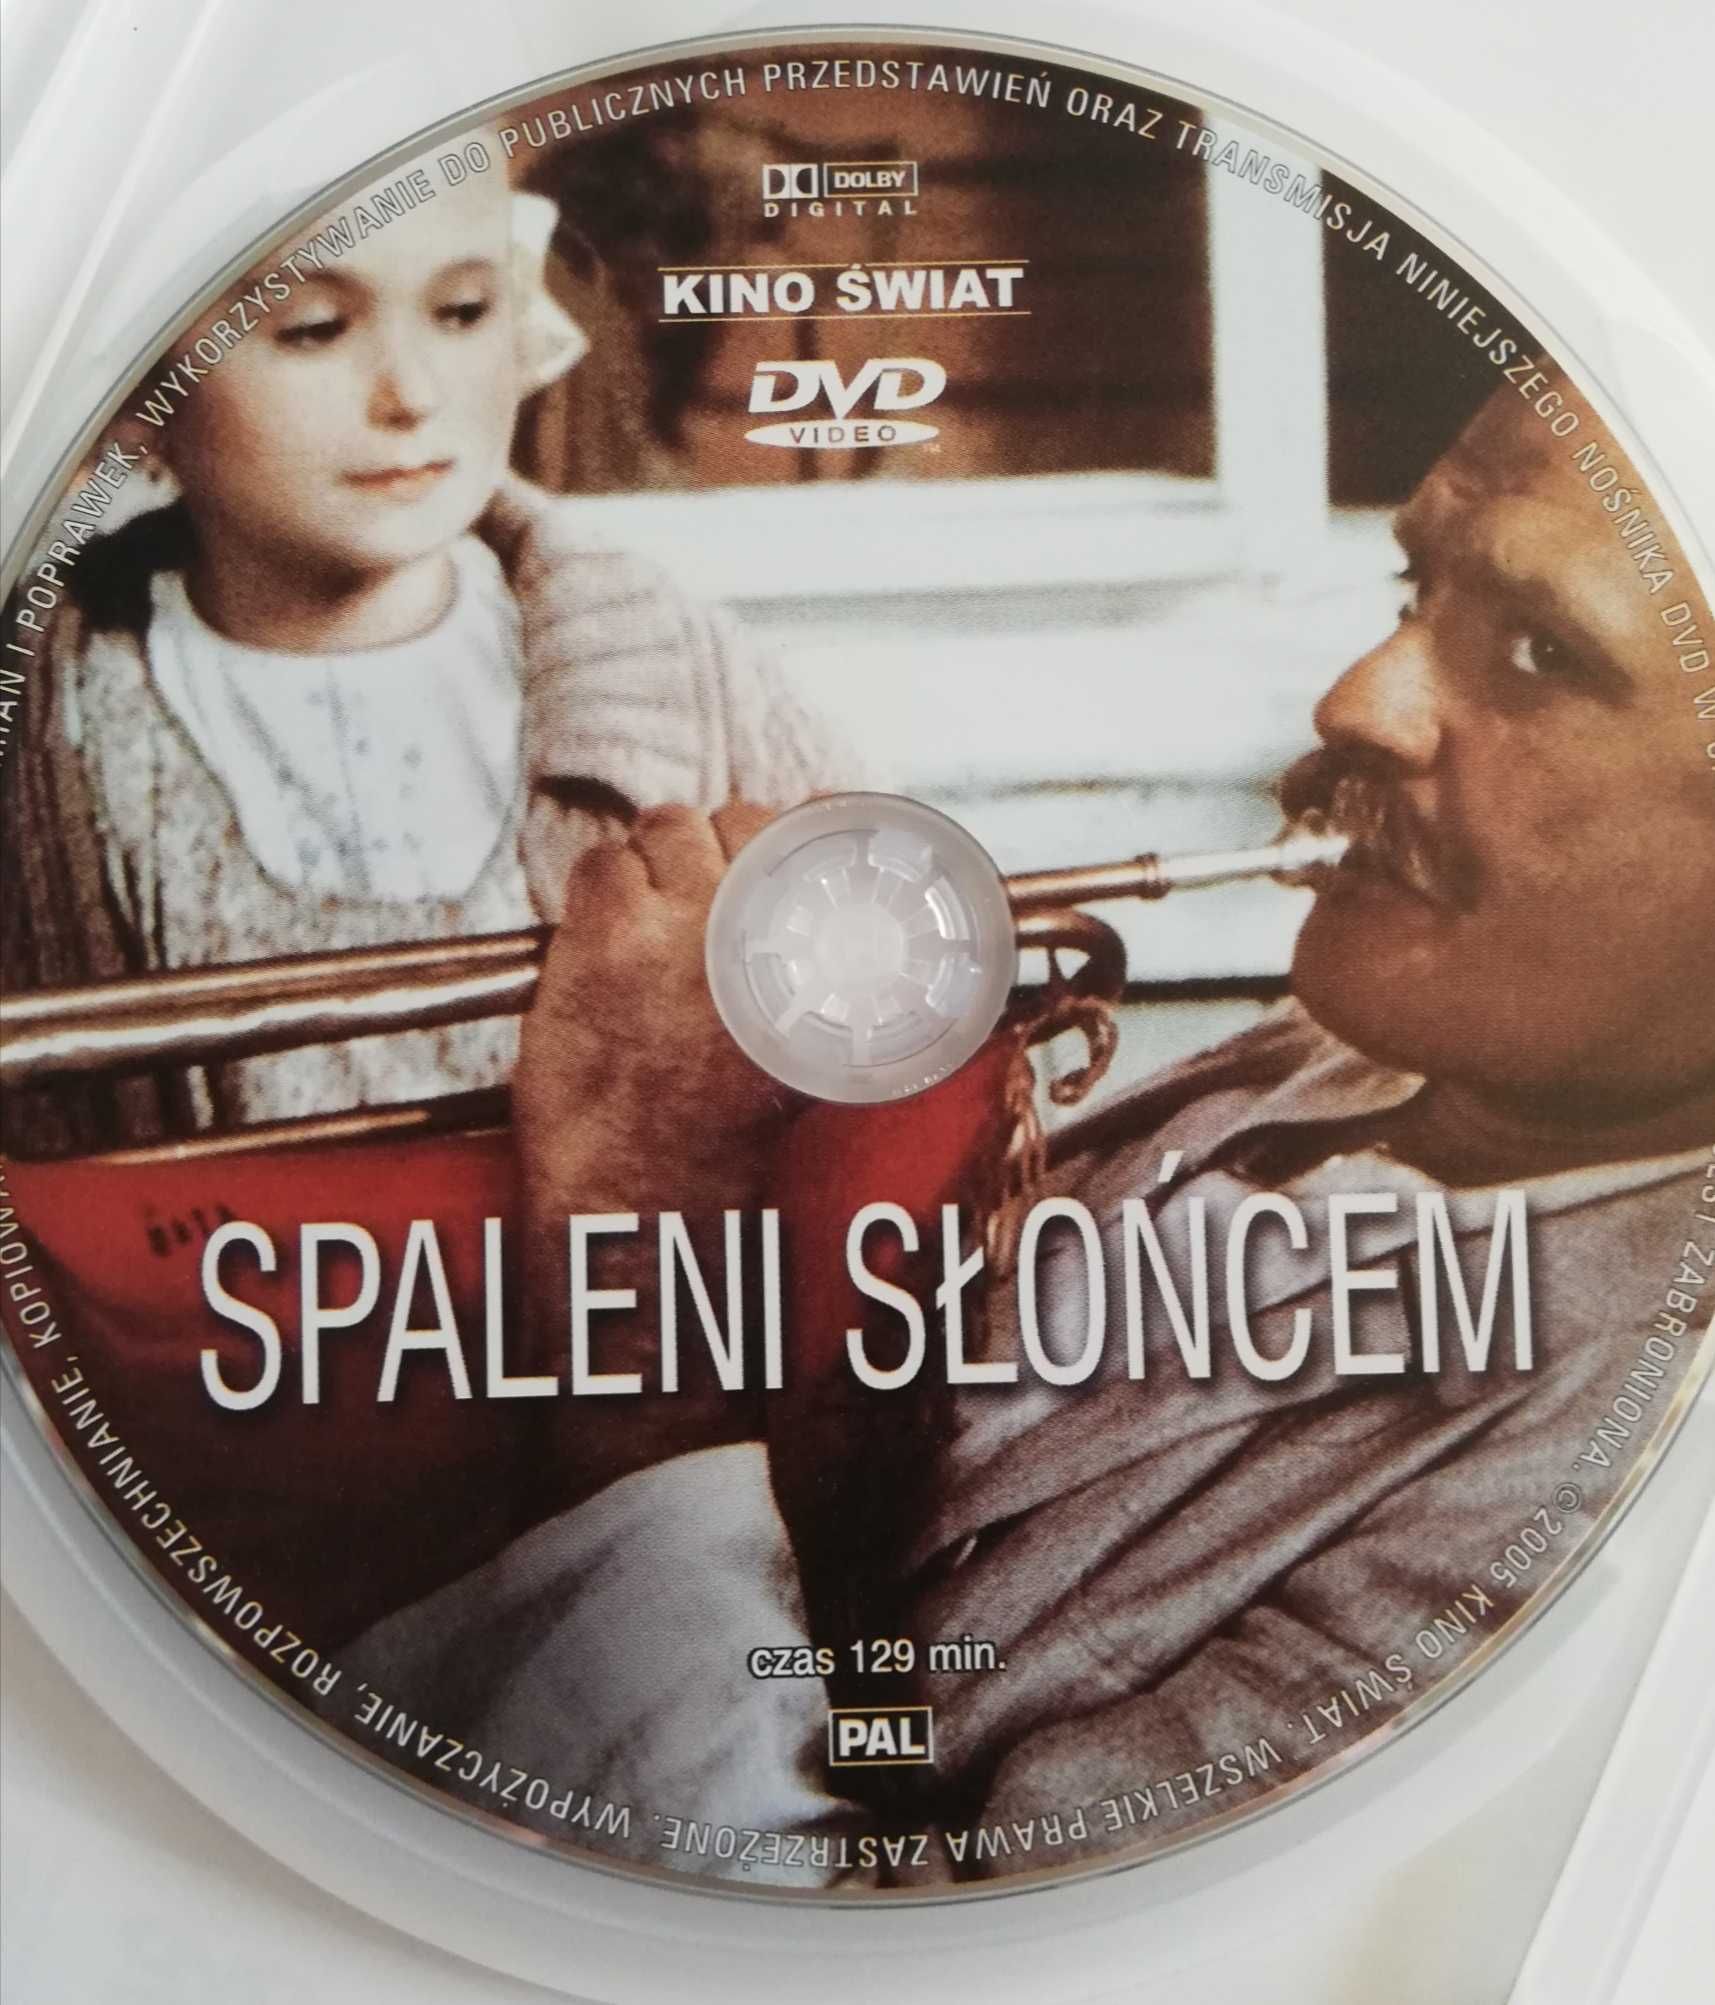 DOLBY
DIGITAL
KINO ŚWIAT
DVD
VIDEO
SPALENI SŁOŃCEM
czas 129 min.
PAL
©2005 KINO ŚWIAT. WSZELKIE PRAWA ZASTRZEŻONE. WYPOŻYCZANIE, ROZPOWSZECHNIANIE, I POPRAWEK, WYKORZYSTYWANIE DO PUBLICZNYCH PRZEDSTAWIEŃ ORAZ TRANSMISJA NINIEJSZEGO NOŚNIKA DVD W ZABRONIONA.